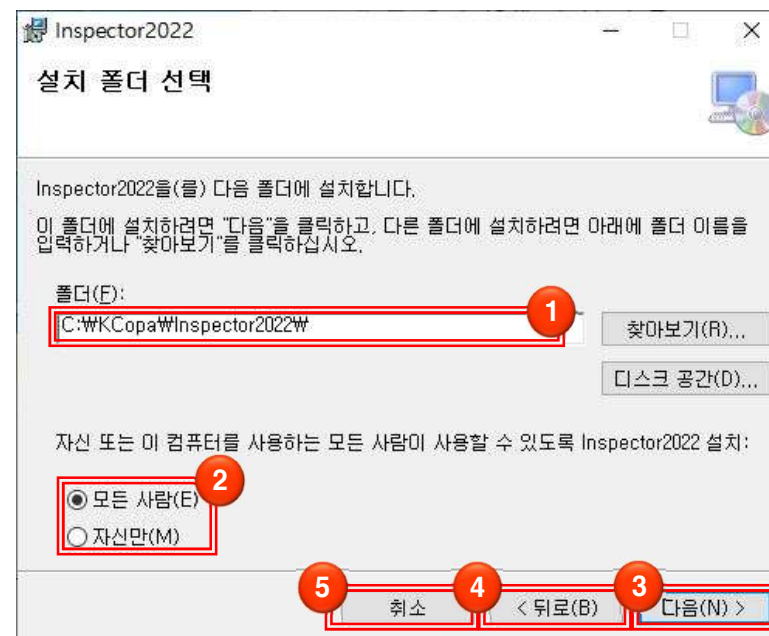 Inspector2022
설치 폴더 선택
Inspector2022을(를) 다음 폴더에 설치합니다.
이 폴더에 설치하려면 "다음"을 클릭하고, 다른 폴더에 설치하려면 아래에 폴더 이름을
입력하거나 "찾아보기"를 클릭하십시오.
폴더(F):
1
C:₩KCopa₩Inspector2022₩
찾아보기(R)...
디스크 공간(D)...
자신 또는 이 컴퓨터를 사용하는 모든 사람이 사용할 수 있도록 Inspector2022 설치:
2
모든 사람(E)
자신만(M)
5 취소 4 < 뒤로(B) 3 다음(N) >